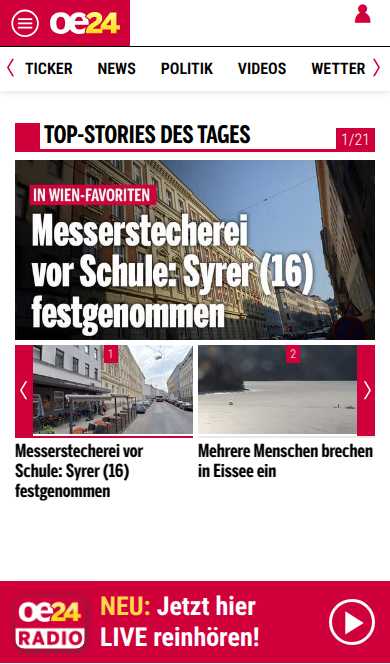 oe24
TICKER NEWS POLITIK VIDEOS WETTER
TOP-STORIES DES TAGES
1/21
IN WIEN-FAVORITEN
Messerstecherei
vor Schule: Syrer (16)
festgenommen
1
2
Messerstecherei vor
Schule: Syrer (16)
festgenommen
Mehrere Menschen brechen
in Eissee ein
oe24
RADIO
NEU: Jetzt hier
LIVE reinhören!